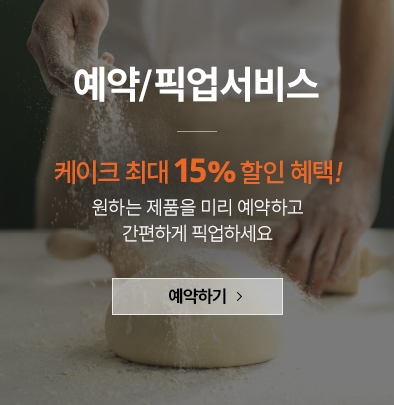 예약/픽업서비스
케이크 최대 15% 할인 혜택!
원하는 제품을 미리 예약하고
간편하게 픽업하세요
예약하기 >